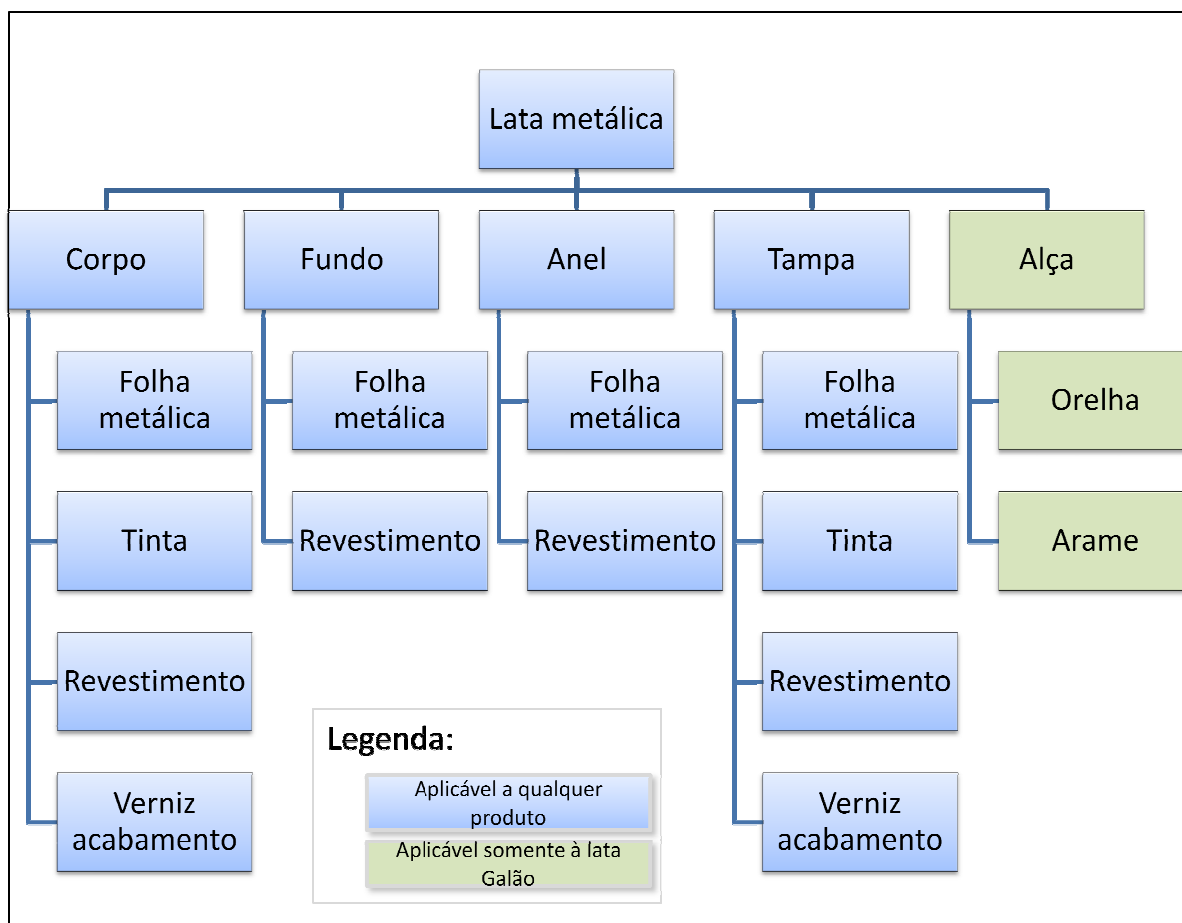 Lata metálica
Corpo
Fundo
Anel
Tampa
Alça
Folha
metálica
Folha
metálica
Folha
metálica
Folha
metálica
Orelha
Tinta
Revestimento
Revestimento
Tinta
Arame
Revestimento
Revestimento
Verniz
acabamento
Verniz
acabamento
Legenda:
Aplicável a qualquer
produto
Aplicável somente à lata
Galão